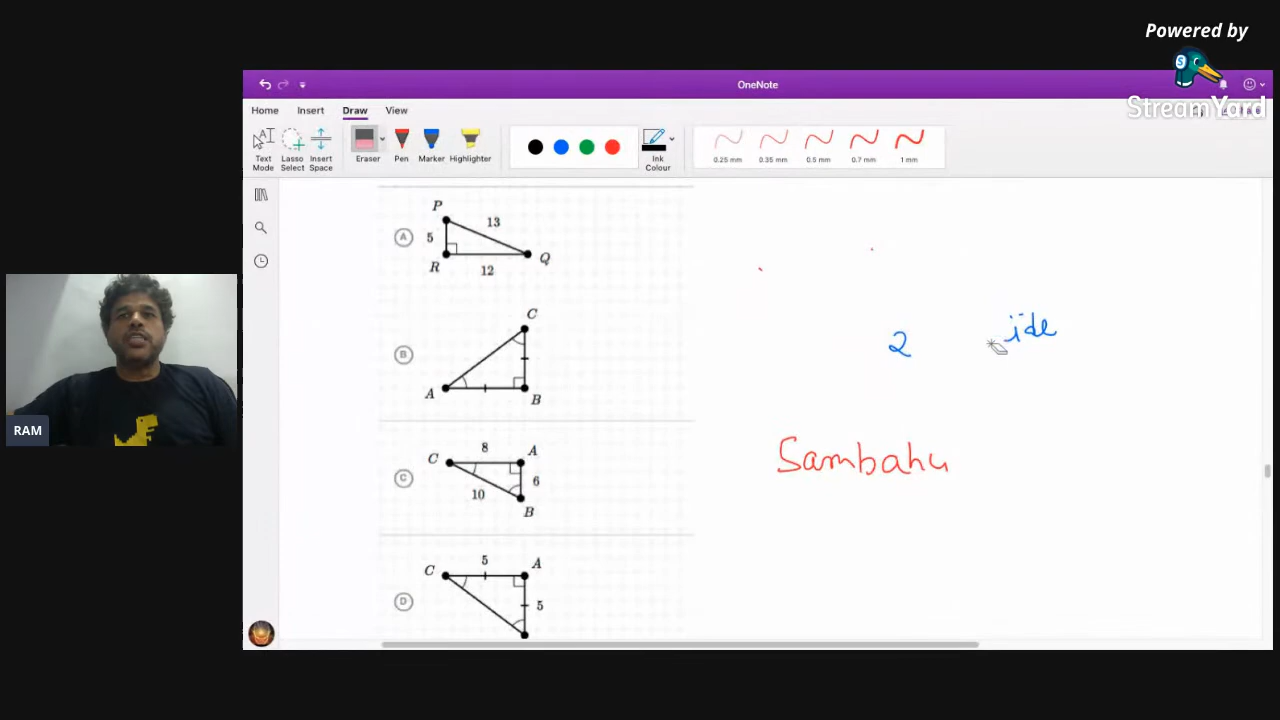 Powered by
StreamYard
OneNote
Home Insert Draw View
Text Mode
Lasso Select
Insert Space
Eraser
Pen
Marker
Highlighter
Ink Colour
0.25 mm
0.35 mm
0.5 mm
0.7 mm
1 mm
P
13
A
5
R
12
Q
C
B
A
B
C
8
A
C
6
10
B
C
5
A
D
5
2 ide
Sambahu
RAM